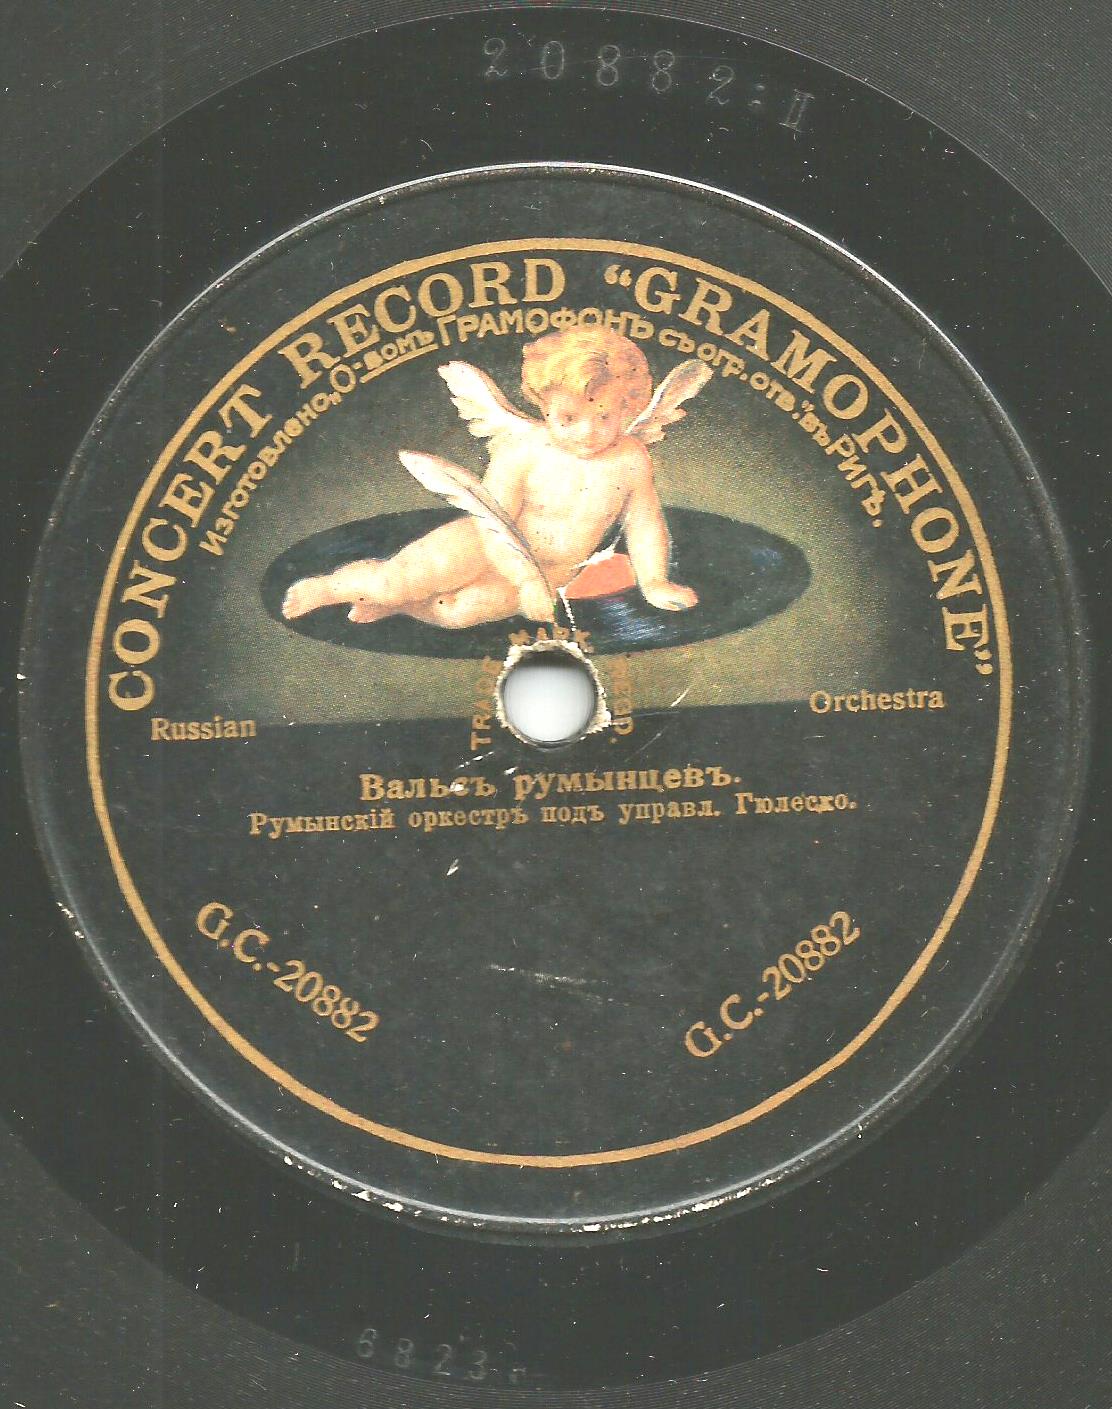 20882:II
CONCERT RECORD “GRAMOPHONE”
Изготовлено „О-вомъ ГРАМОФОНЪ съ огр. отв.” въ РИГѢ.
TRADE MARK REG'D.
Russian
Orchestra
Вальсъ румынцевъ.
Румынскій оркестръ подъ управл. Гюлеско.
G.C.-20882
G.C.-20882
6823